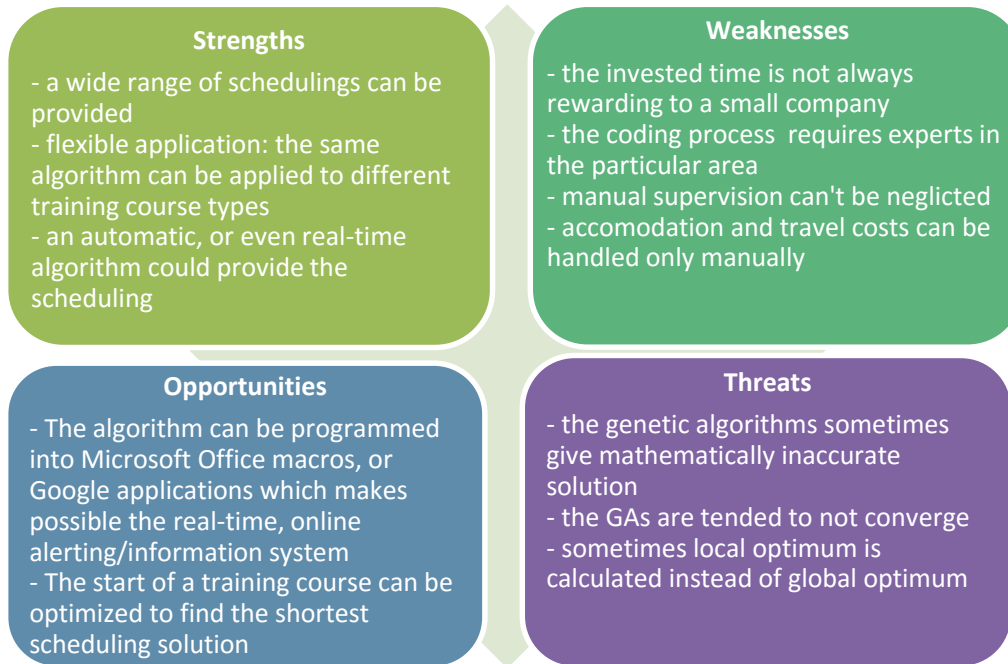 Strengths
- a wide range of schedulings can be
provided
- flexible application: the same
algorithm can be applied to different
training course types
- an automatic, or even real-time
algorithm could provide the
scheduling
Weaknesses
- the invested time is not always
rewarding to a small company
- the coding process  requires experts in
the particular area
- manual supervision can't be neglicted
- accomodation and travel costs can be
handled only manually
Opportunities
- The algorithm can be programmed
into Microsoft Office macros, or
Google applications which makes
possible the real-time, online
alerting/information system
- The start of a training course can be
optimized to find the shortest
scheduling solution
Threats
- the genetic algorithms sometimes
give mathematically inaccurate
solution
- the GAs are tended to not converge
- sometimes local optimum is
calculated instead of global optimum